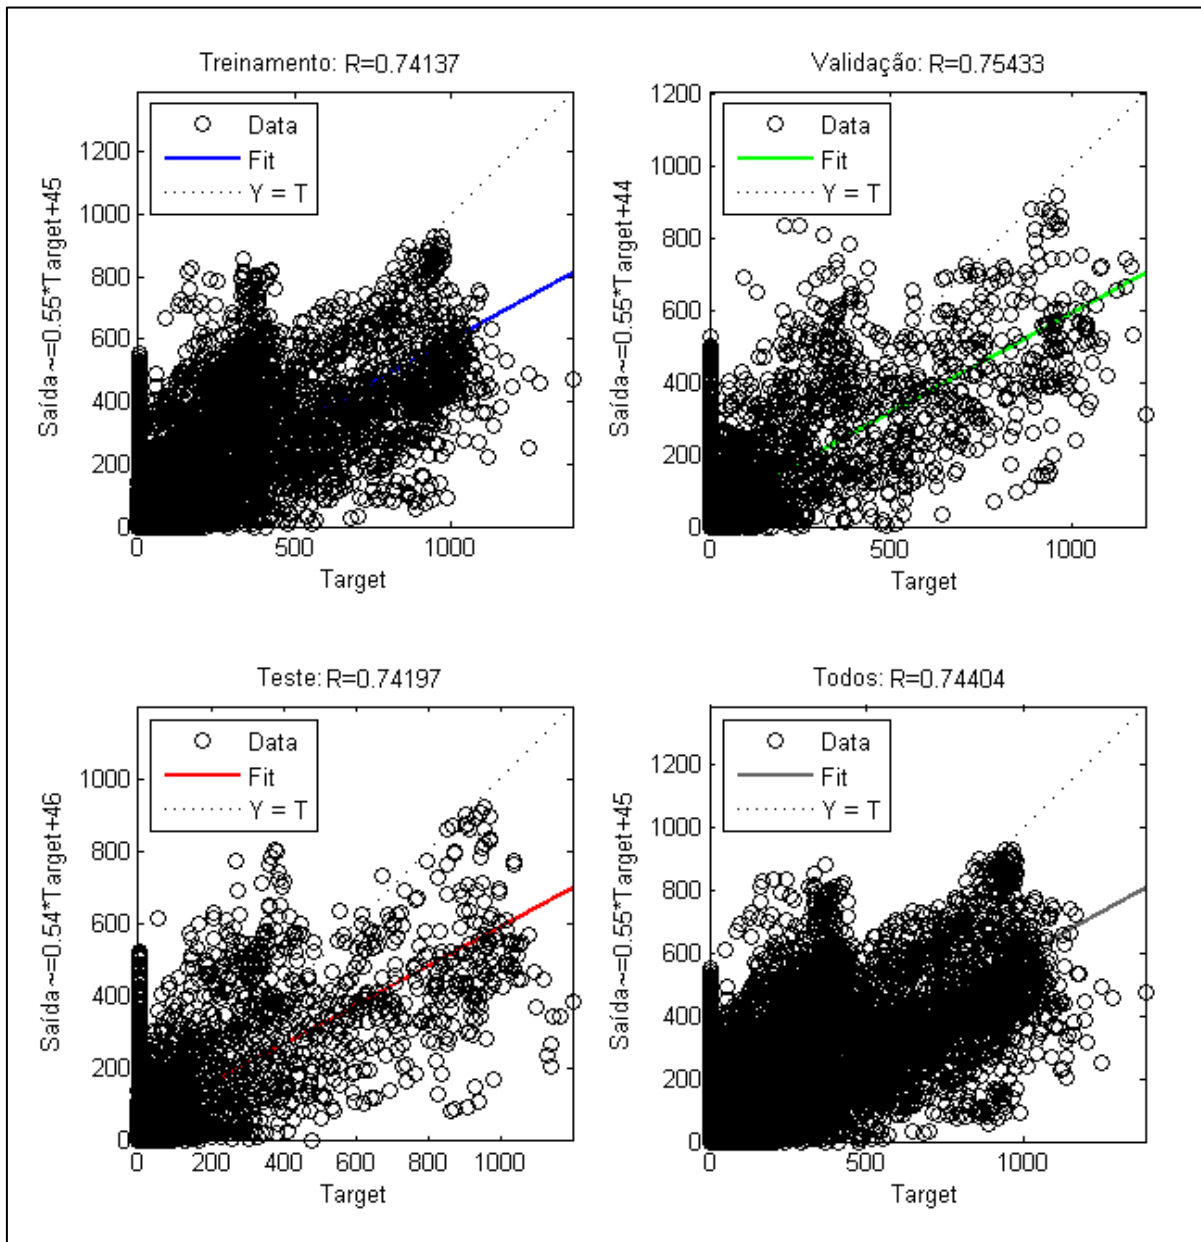 Treinamento: R=0.74137
Data
Fit
Y = T
Saída~=0.55*Target+45
1200
1000
800
600
400
200
0
0 500 1000
Target
Validação: R=0.75433
Data
Fit
Y = T
Saída~=0.55*Target+44
1200
1000
800
600
400
200
0
0 500 1000
Target
Teste: R=0.74197
Data
Fit
Y = T
Saída~=0.54*Target+46
1000
800
600
400
200
0
0 200 400 600 800 1000
Target
Todos: R=0.74404
Data
Fit
Y = T
Saída~=0.55*Target+45
1200
1000
800
600
400
200
0
0 500 1000
Target